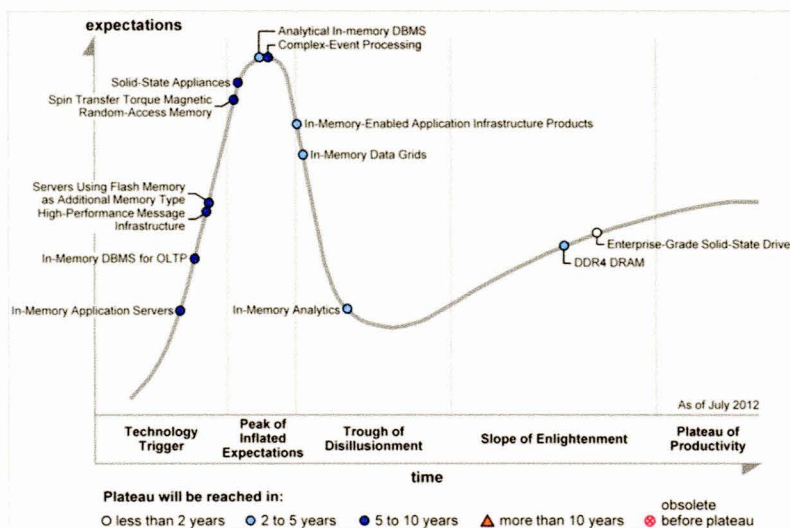 expectations
Analytical In-memory DBMS
Complex-Event Processing
Solid-State Appliances
Spin Transfer Torque Magnetic
Random-Access Memory
In-Memory-Enabled Application Infrastructure Products
In-Memory Data Grids
Servers Using Flash Memory
as Additional Memory Type
High-Performance Message
Infrastructure
Enterprise-Grade Solid-State Drive
DDR4 DRAM
In-Memory DBMS for OLTP
In-Memory Application Servers
In-Memory Analytics
As of July 2012
Technology
Trigger
Peak of
Inflated
Expectations
Trough of
Disillusionment
Slope of Enlightenment
Plateau of
Productivity
time
Plateau will be reached in:
less than 2 years
2 to 5 years
5 to 10 years
more than 10 years
obsolete
before plateau